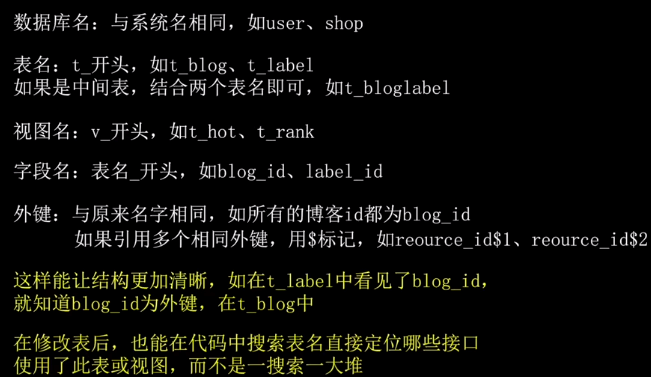 数据库名：与系统名相同，如user、shop
表名：t_开头，如t_blog、t_label
如果是中间表，结合两个表名即可，如t_bloglabel
视图名：v_开头，如t_hot、t_rank
字段名：表名_开头，如blog_id、label_id
外键：与原来名字相同，如所有的博客id都为blog_id
如果引用多个相同外键，用$标记，如reource_id$1、reource_id$2
这样能让结构更加清晰，如在t_label中看见了blog_id，
就知道blog_id为外键，在t_blog中
在修改表后，也能在代码中搜索表名直接定位哪些接口
使用了此表或视图，而不是一搜索一大堆